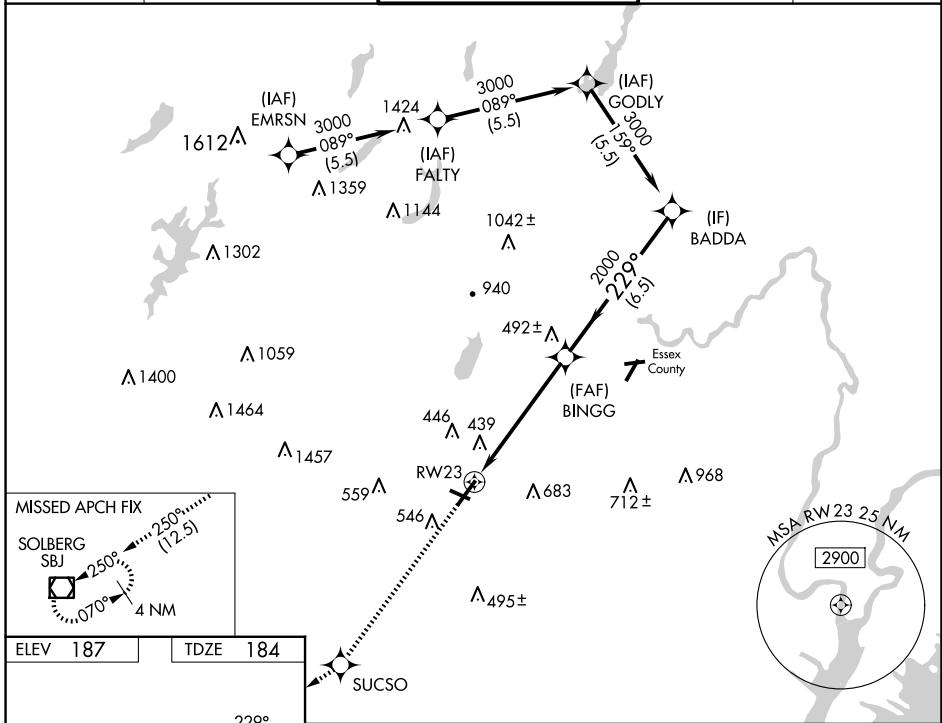 (IAF)
GODLY
3000
089°
(5.5)
(IAF)
EMRSN
3000
089°
(5.5)
1424
1612
(IAF)
FALTY
3000
159°
(5.5)
1359
1144
1042±
(IF)
BADDA
1302
940
2000
229°
(6.5)
492±
Essex
County
1059
1400
(FAF)
BINGG
1464
446
439
1457
RW23
559
683
712±
968
546
MISSED APCH FIX
SOLBERG
SBJ
250°
(12.5)
250°
070°
4 NM
MSA RW 23 25 NM
2900
495±
ELEV 187
TDZE 184
SUCSO
229°